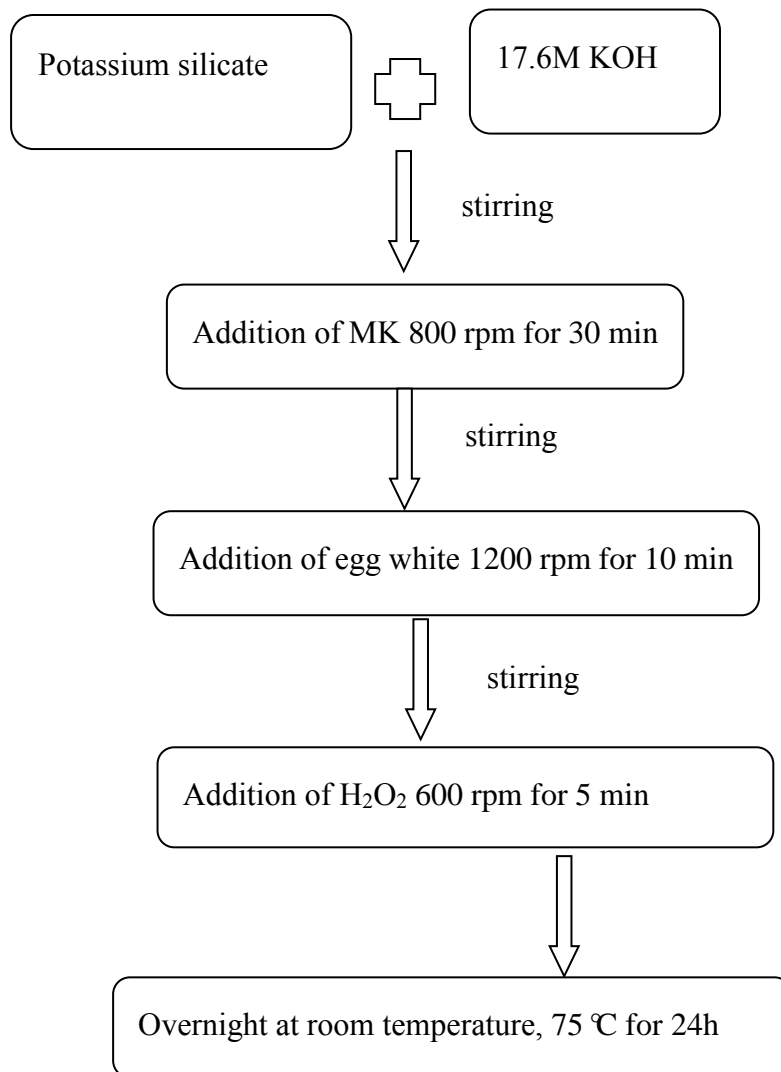 Potassium silicate
17.6M KOH
stirring
Addition of MK 800 rpm for 30 min
stirring
Addition of egg white 1200 rpm for 10 min
stirring
Addition of H₂O₂ 600 rpm for 5 min
Overnight at room temperature, 75 ℃ for 24h